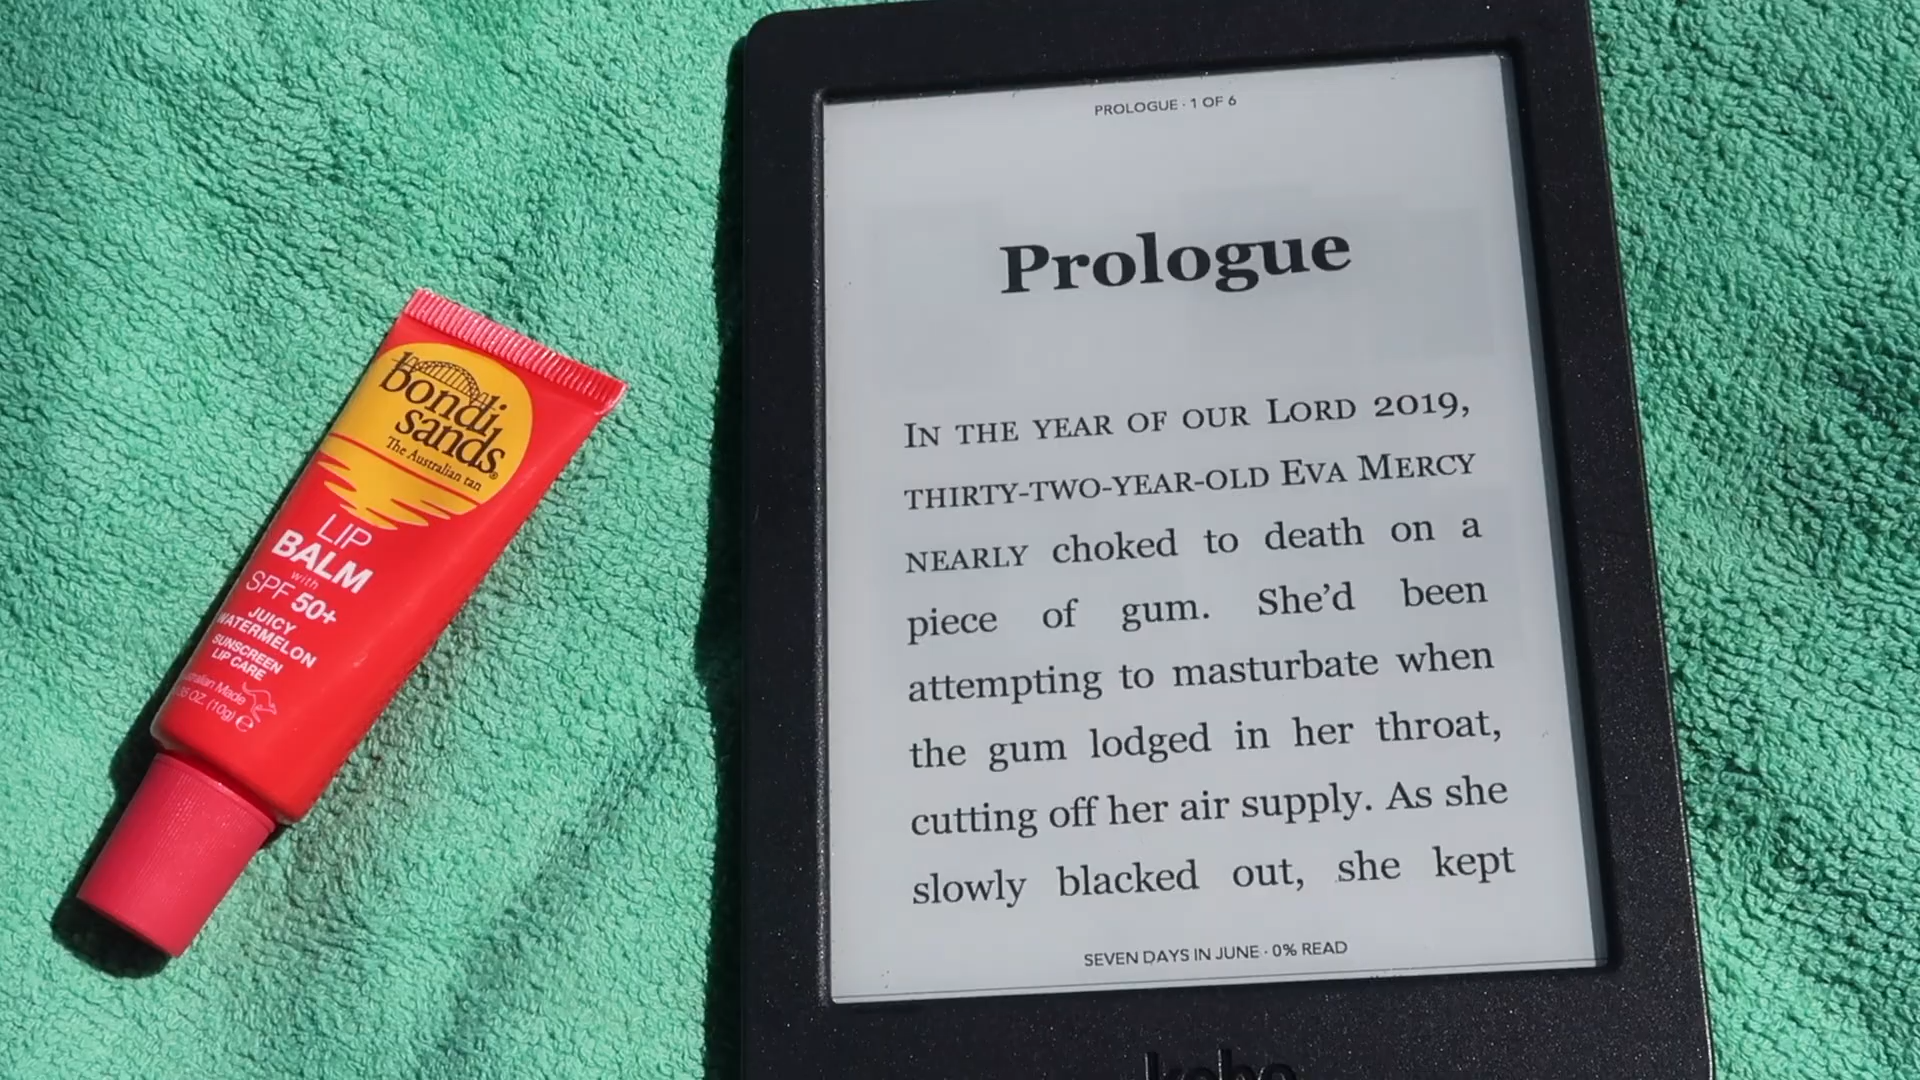 bondi
sands
The Australian tan
LIP
BALM
with
SPF 50+
JUICY
WATERMELON
SUNSCREEN
LIP CARE
Made
(10g) e
PROLOGUE · 1 OF 6
Prologue
IN THE YEAR OF OUR LORD 2019,
THIRTY-TWO-YEAR-OLD EVA MERCY
NEARLY choked to death on a
piece of gum. She’d been
attempting to masturbate when
the gum lodged in her throat,
cutting off her air supply. As she
slowly blacked out, she kept
SEVEN DAYS IN JUNE · 0% READ
kobo